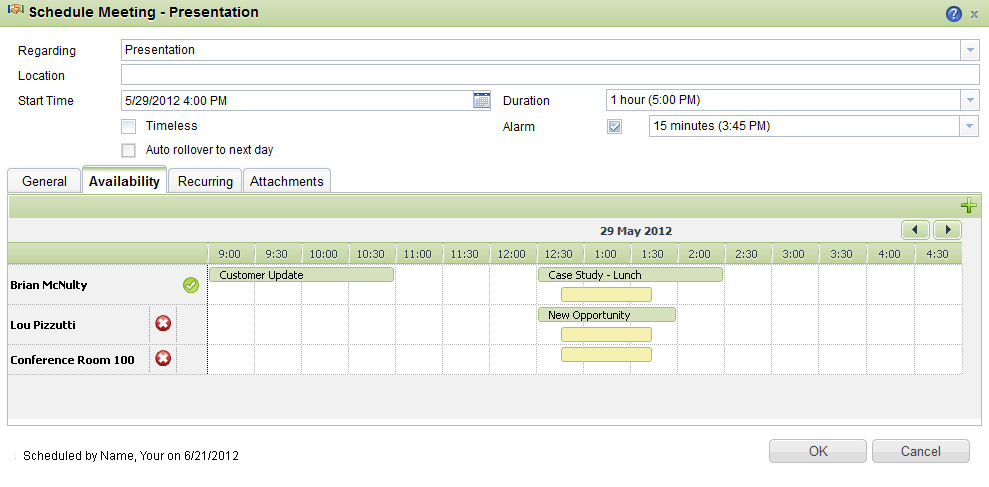 Schedule Meeting - Presentation
Regarding Presentation
Location
Start Time 5/29/2012 4:00 PM Duration 1 hour (5:00 PM)
Timeless Alarm 15 minutes (3:45 PM)
Auto rollover to next day
General Availability Recurring Attachments
29 May 2012
9:00 9:30 10:00 10:30 11:00 11:30 12:00 12:30 1:00 1:30 2:00 2:30 3:00 3:30 4:00 4:30
Customer Update Case Study - Lunch
Brian McNulty
New Opportunity
Lou Pizzutti
Conference Room 100
OK Cancel
Scheduled by Name, Your on 6/21/2012